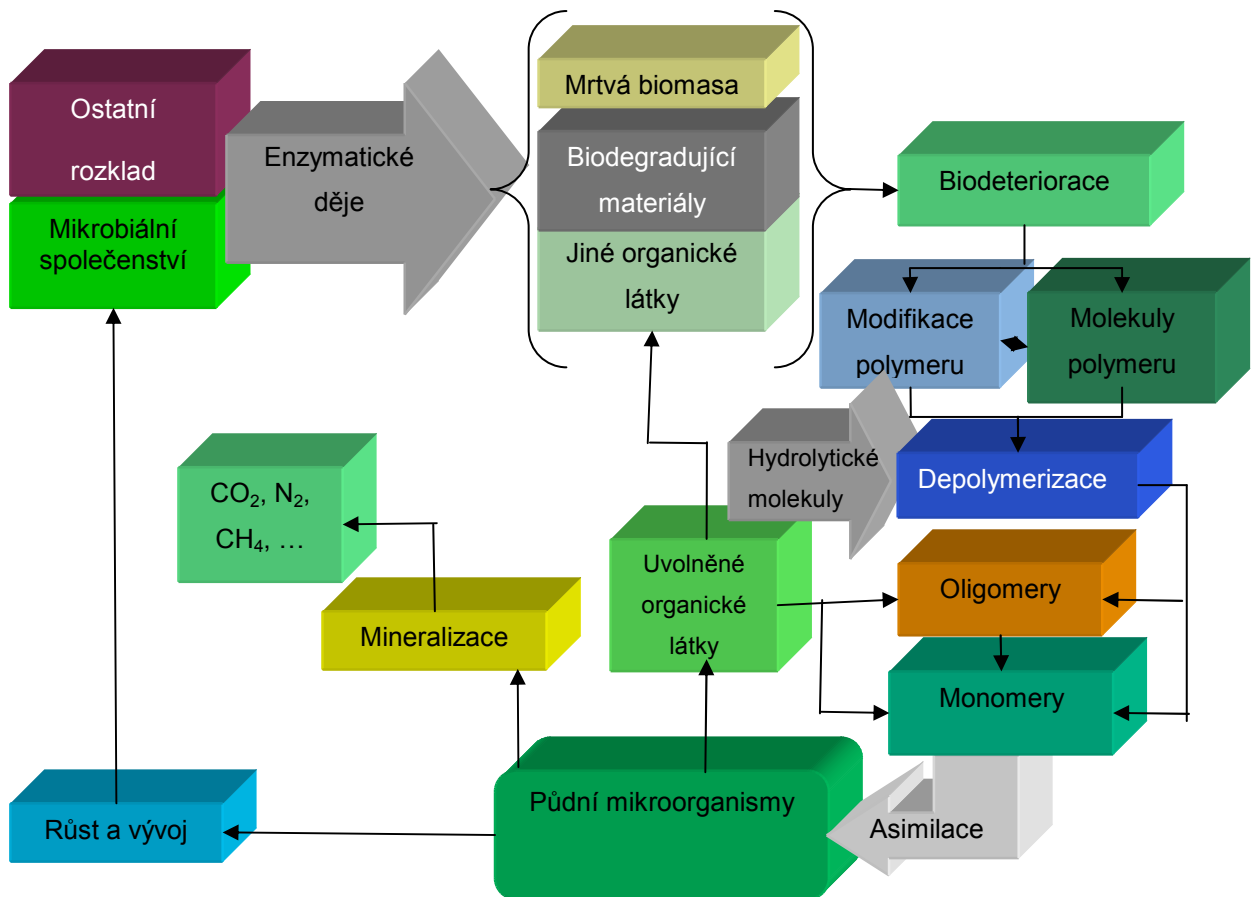 Ostatní
rozklad
Mikrobiální
společenství
Enzymatické
děje
Mrtvá biomasa
Biodegradující
materiály
Jiné organické
látky
Biodeteriorace
Modifikace
polymeru
Molekuly
polymeru
Hydrolytické
molekuly
Depolymerizace
CO₂, N₂,
CH₄, …
Mineralizace
Uvolněné
organické
látky
Oligomery
Monomery
Růst a vývoj
Půdní mikroorganismy
Asimilace